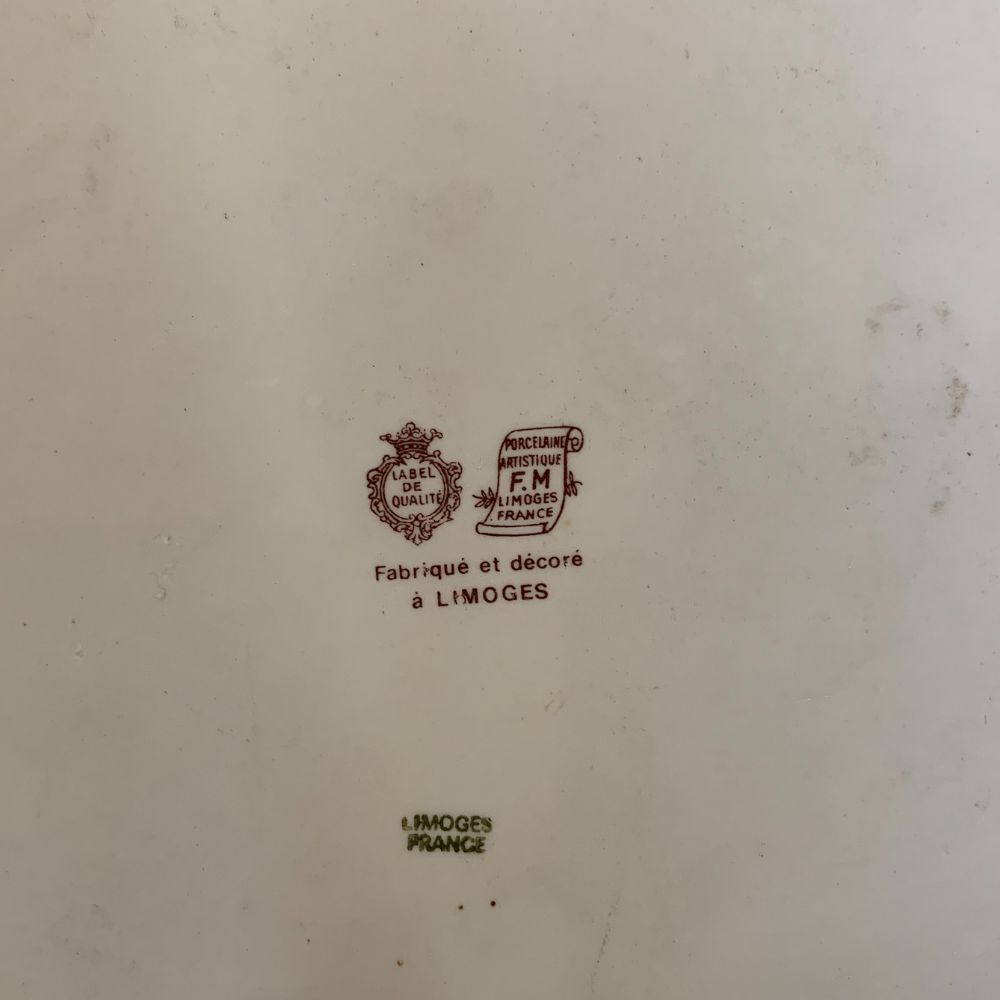 LABEL
DE
QUALITÉ
PORCELAINE
ARTISTIQUE
F.M
LIMOGES
FRANCE
Fabriqué et décoré
à LIMOGES
LIMOGES
FRANCE